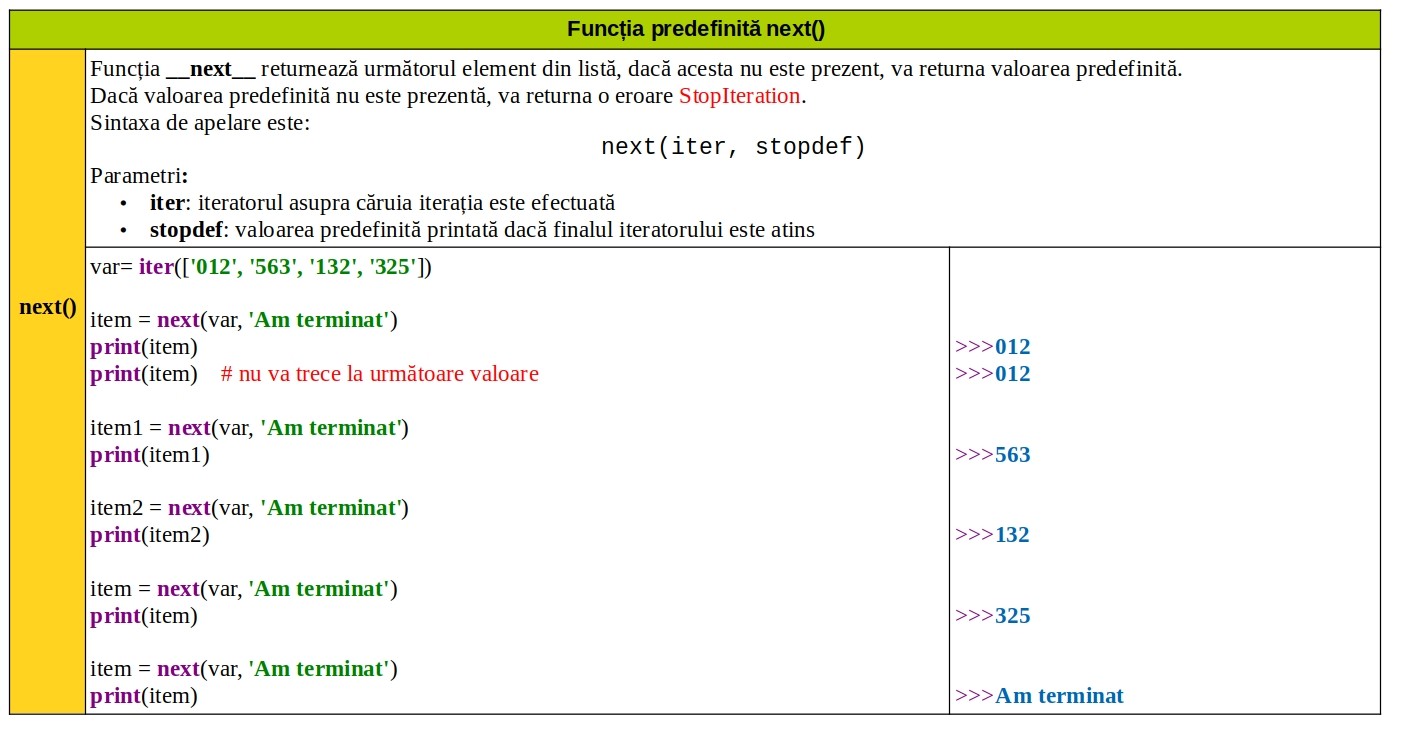 Funcția predefinită next()
Funcția __next__ returnează următorul element din listă, dacă acesta nu este prezent, va returna valoarea predefinită.
Dacă valoarea predefinită nu este prezentă, va returna o eroare StopIteration.
Sintaxa de apelare este:
next(iter, stopdef)
Parametri:
• iter: iteratorul asupra căruia iterația este efectuată
• stopdef: valoarea predefinită printată dacă finalul iteratorului este atins
next()
var= iter(['012', '563', '132', '325'])
item = next(var, 'Am terminat')
print(item) >>>012
print(item) # nu va trece la următoare valoare >>>012
item1 = next(var, 'Am terminat')
print(item1) >>>563
item2 = next(var, 'Am terminat')
print(item2) >>>132
item = next(var, 'Am terminat')
print(item) >>>325
item = next(var, 'Am terminat')
print(item) >>>Am terminat